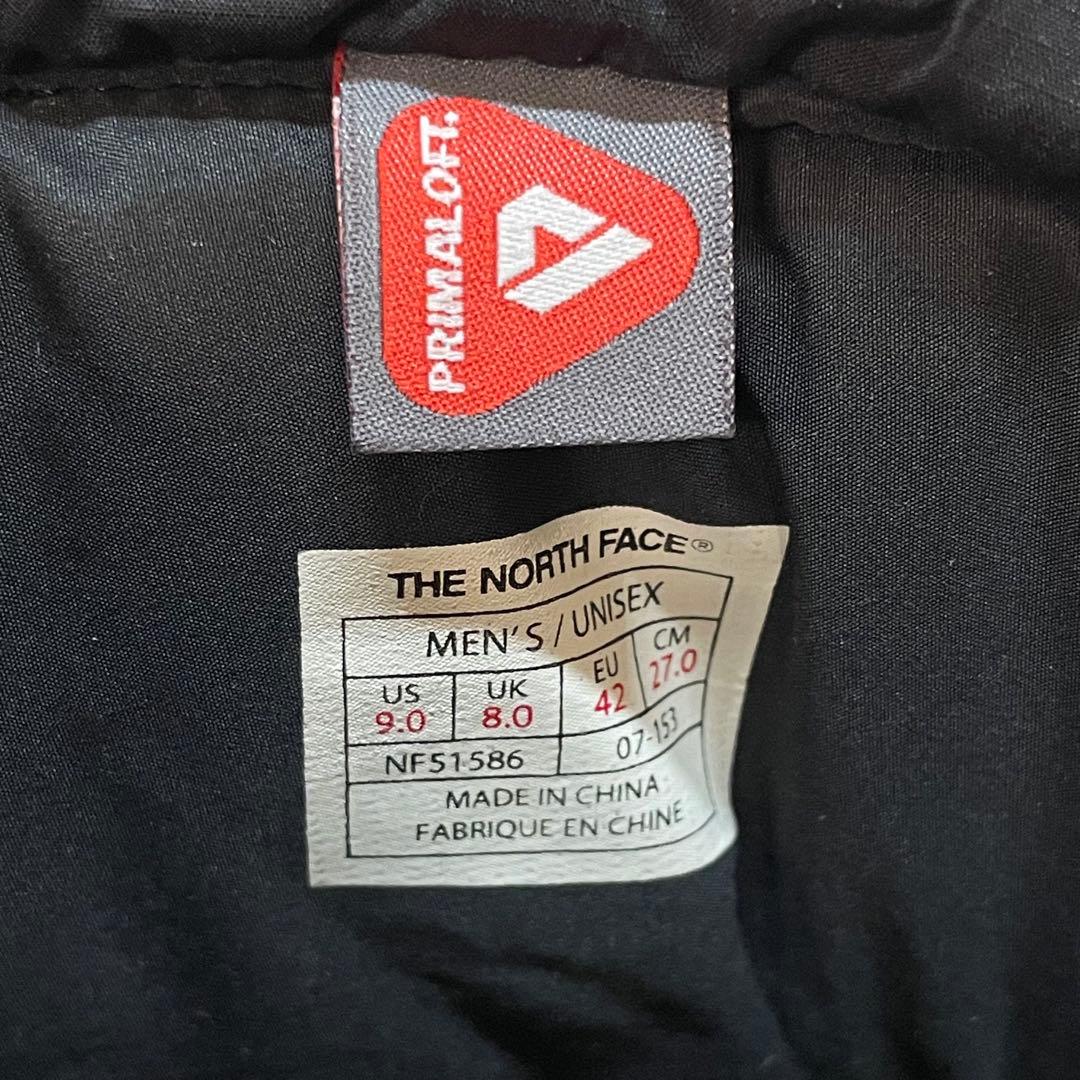 PRIMALOFT.
THE NORTH FACE®
MEN'S / UNISEX
US UK EU CM
9.0 8.0 42 27.0
NF51586 07-153
MADE IN CHINA
FABRIQUE EN CHINE